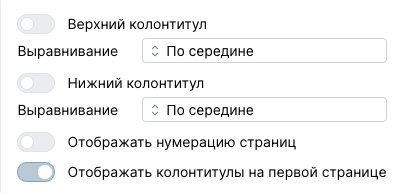 Верхний колонтитул
Выравнивание По середине
Нижний колонтитул
Выравнивание По середине
Отображать нумерацию страниц
Отображать колонтитулы на первой странице